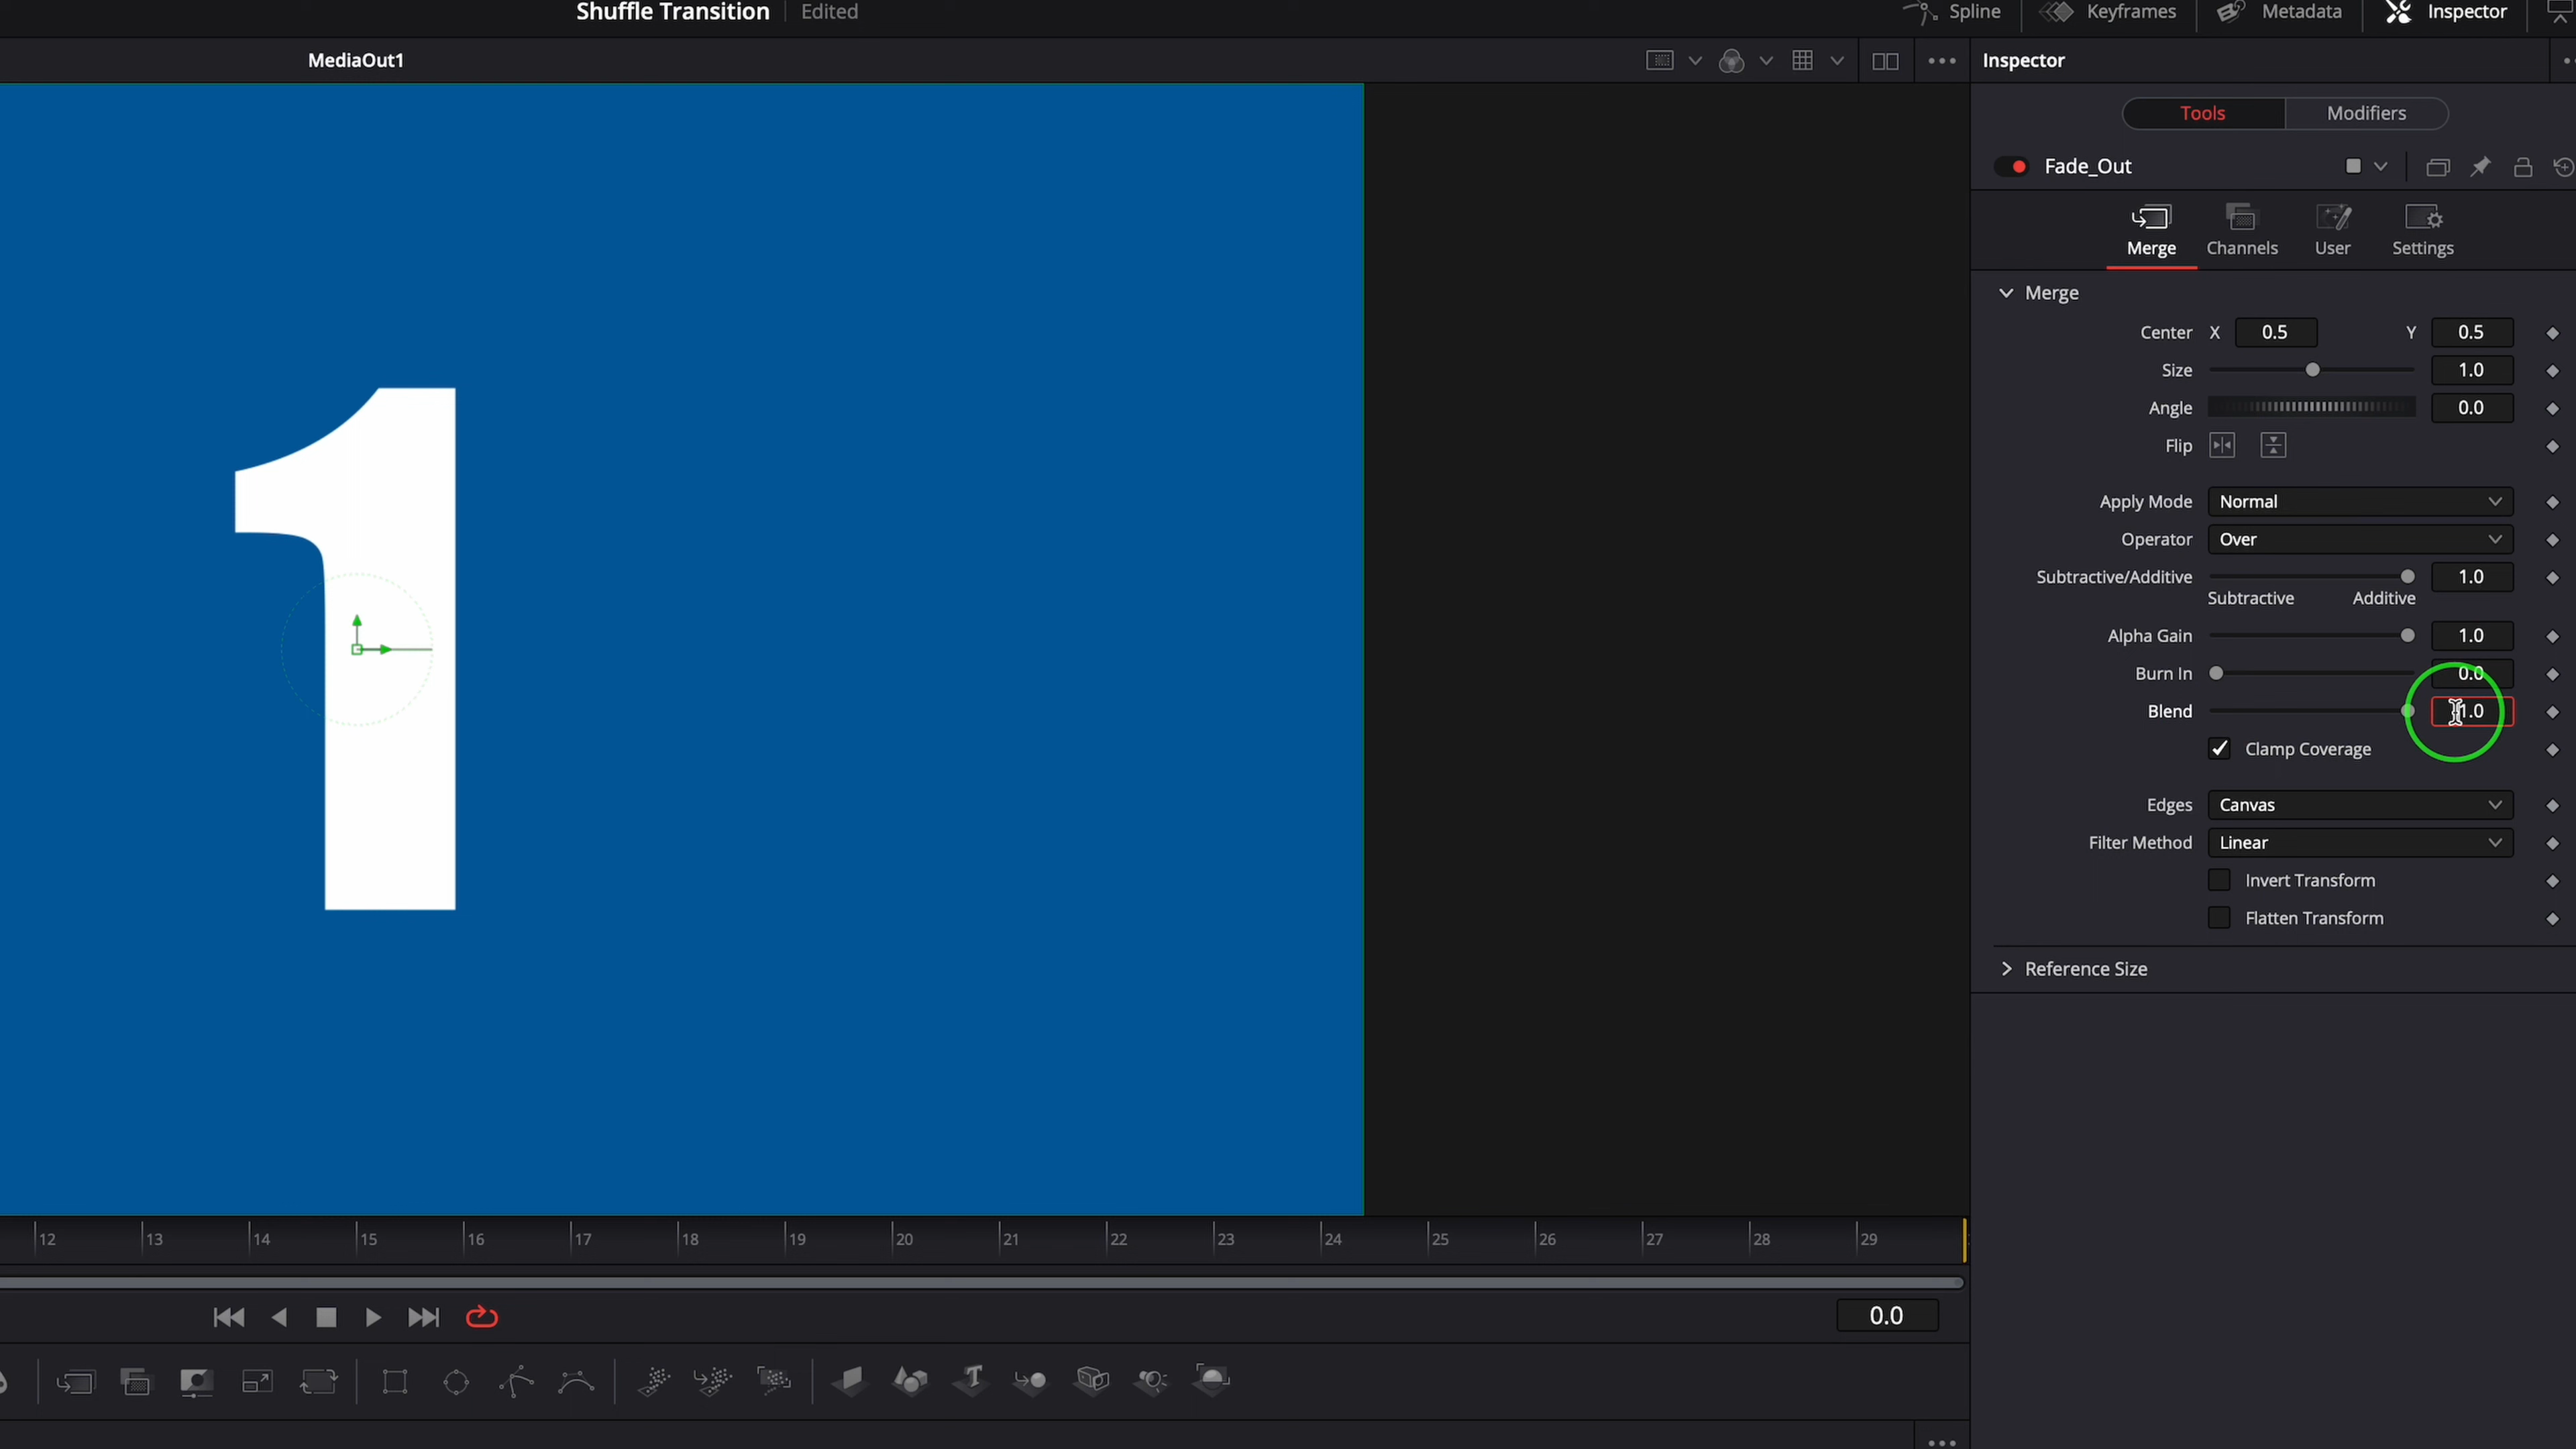 Shuffle Transition Edited
Spline Keyframes Metadata Inspector
MediaOut1
Inspector
Tools Modifiers
Fade_Out
Merge Channels User Settings
Merge
Center X 0.5 Y 0.5
Size 1.0
Angle 0.0
Flip
Apply Mode Normal
Operator Over
Subtractive/Additive 1.0
Subtractive Additive
Alpha Gain 1.0
Burn In 0.0
Blend 1.0
Clamp Coverage
Edges Canvas
Filter Method Linear
Invert Transform
Flatten Transform
Reference Size
1
12 13 14 15 16 17 18 19 20 21 22 23 24 25 26 27 28 29
0.0